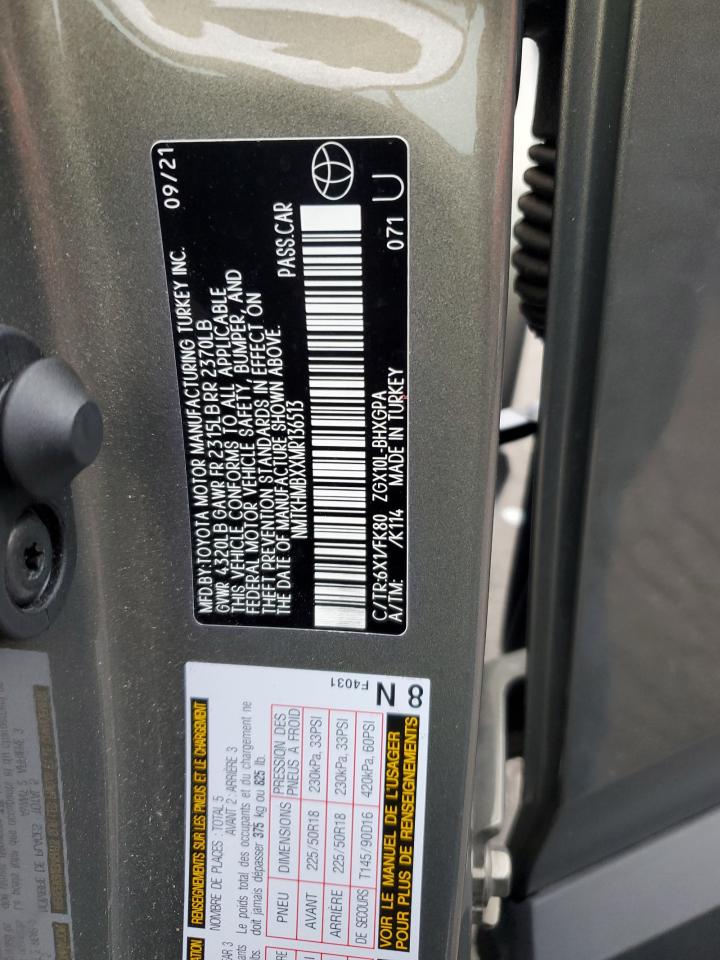 MFD.BY:TOYOTA MOTOR MANUFACTURING TURKEY INC. 09/21
GVWR 4320LB GAWR FR 2315LB RR 2370LB
THIS VEHICLE CONFORMS TO ALL APPLICABLE
FEDERAL MOTOR VEHICLE SAFETY, BUMPER, AND
THEFT PREVENTION STANDARDS IN EFFECT ON
THE DATE OF MANUFACTURE SHOWN ABOVE.
NMTKHMBXXMR136513 PASS.CAR
C/TR:6X1/FK80 ZGX10L-BHXGPA 071 U
A/TM: /K114 MADE IN TURKEY
RENSEIGNEMENTS SUR LES PNEUS ET LE CHARGEMENT
NOMBRE DE PLACES : TOTAL 5
AVANT 2 : ARRIÈRE 3
Le poids total des occupants et du chargement ne
doit jamais dépasser 375 kg ou 825 lb.
PNEU DIMENSIONS PRESSION DES PNEUS À FROID
AVANT 225/50R18 230kPa, 33PSI
ARRIÈRE 225/50R18 230kPa, 33PSI
DE SECOURS T145/90D16 420kPa, 60PSI
VOIR LE MANUEL DE L'USAGER
POUR PLUS DE RENSEIGNEMENTS
F4031
8 N